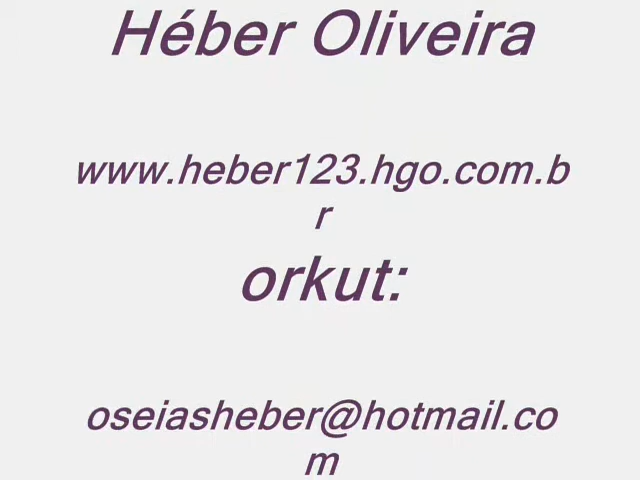 Héber Oliveira
www.heber123.hgo.com.b
r
orkut:
oseiasheber@hotmail.co
m